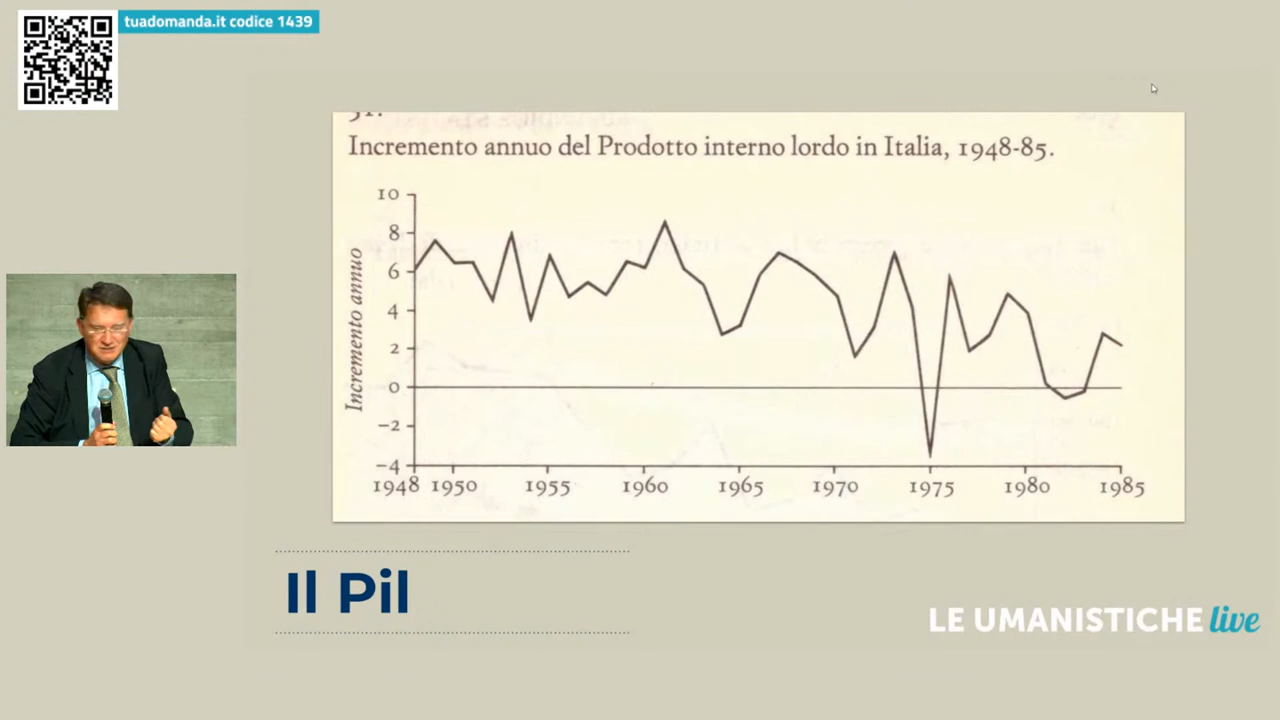 tuadomanda.it codice 1439
Incremento annuo del Prodotto interno lordo in Italia, 1948-85.
Incremento annuo
10
8
6
4
2
0
−2
−4
1948 1950 1955 1960 1965 1970 1975 1980 1985
Il Pil
LE UMANISTICHE live